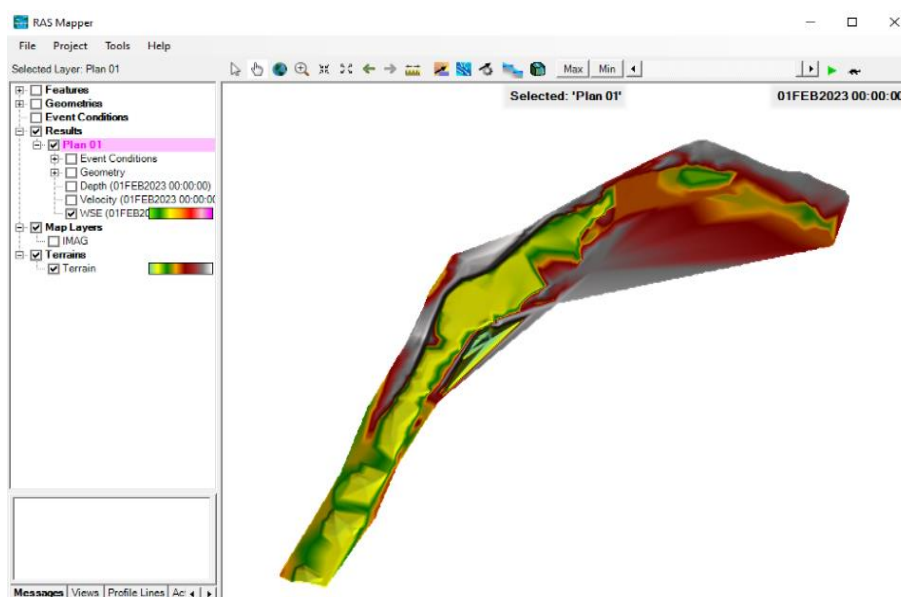 RAS Mapper
File Project Tools Help
Selected Layer: Plan 01
Max Min
Features
Geometries
Event Conditions
Results
Plan 01
Event Conditions
Geometry
Depth (01FEB2023 00:00:00)
Velocity (01FEB2023 00:00:00
WSE (01FEB20
Map Layers
IMAG
Terrains
Terrain
Selected: 'Plan 01'
01FEB2023 00:00:00
Messages Views Profile Lines Ac